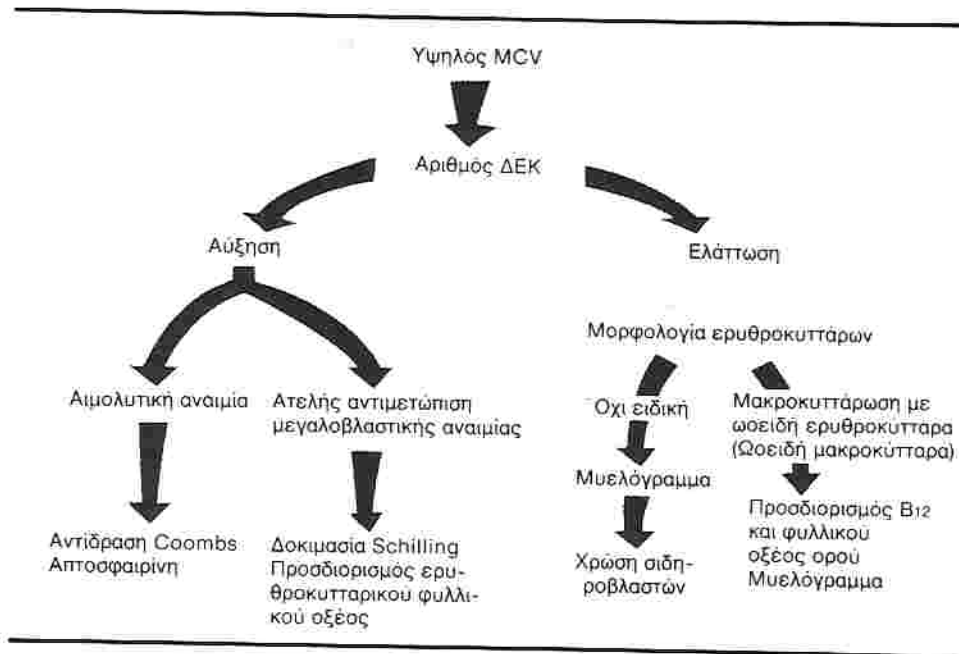 Υψηλός MCV
Αριθμός ΔΕΚ
Αύξηση
Ελάττωση
Αιμολυτική αναιμία
Ατελής αντιμετώπιση
μεγαλοβλαστικής αναιμίας
Αντίδραση Coombs
Απτοσφαιρίνη
Δοκιμασία Schilling
Προσδιορισμός ερυ-
θροκυτταρικού φυλλι-
κού οξέος
Μορφολογία ερυθροκυττάρων
Όχι ειδική
Μυελόγραμμα
Χρώση σιδη-
ροβλαστών
Μακροκυττάρωση με
ωοειδή ερυθροκύτταρα
(Ωοειδή μακροκύτταρα)
Προσδιορισμός B12
και φυλλικού
οξέος ορού
Μυελόγραμμα